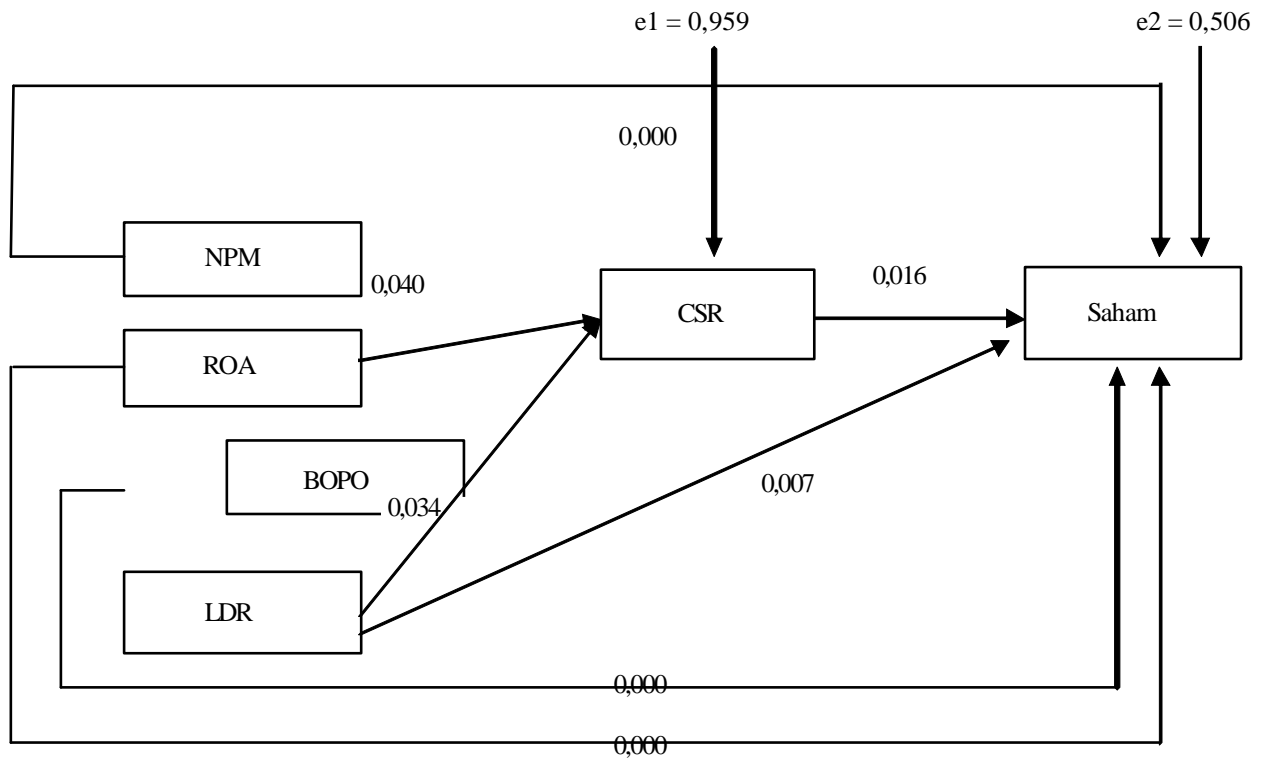 e1 = 0,959
e2 = 0,506
0,000
NPM
0,040
CSR
0,016
Saham
ROA
BOPO
0,034
0,007
LDR
0,000
0,000